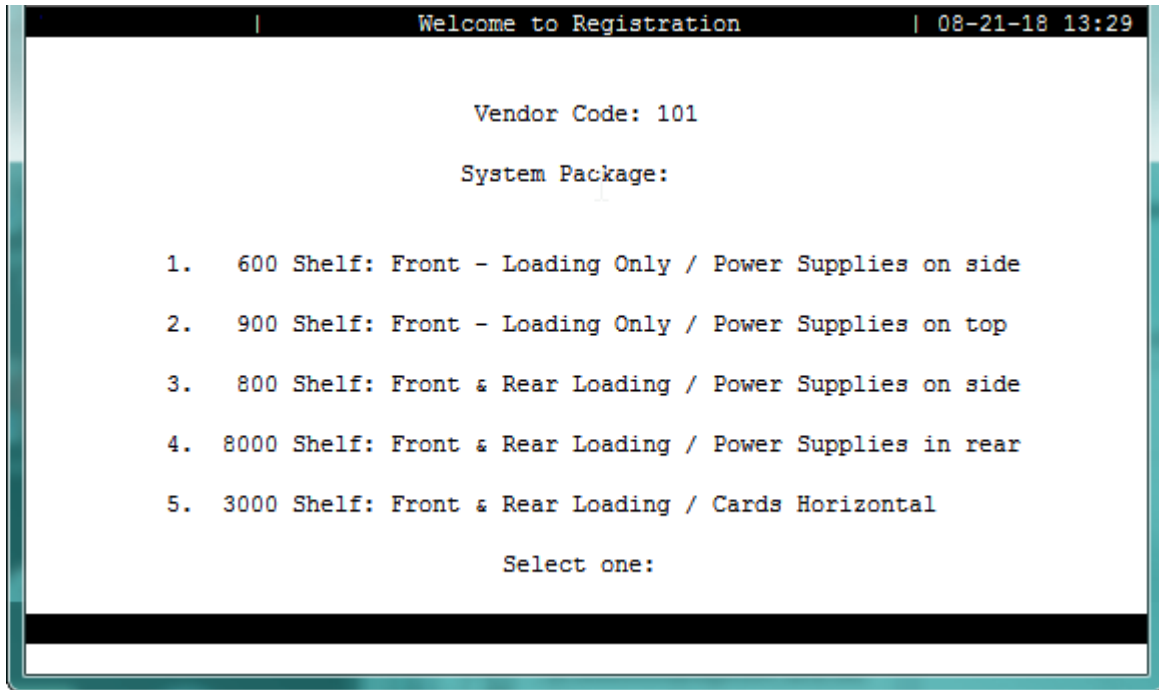 | Welcome to Registration | 08-21-18 13:29
Vendor Code: 101
System Package:
1. 600 Shelf: Front - Loading Only / Power Supplies on side
2. 900 Shelf: Front - Loading Only / Power Supplies on top
3. 800 Shelf: Front & Rear Loading / Power Supplies on side
4. 8000 Shelf: Front & Rear Loading / Power Supplies in rear
5. 3000 Shelf: Front & Rear Loading / Cards Horizontal
Select one: